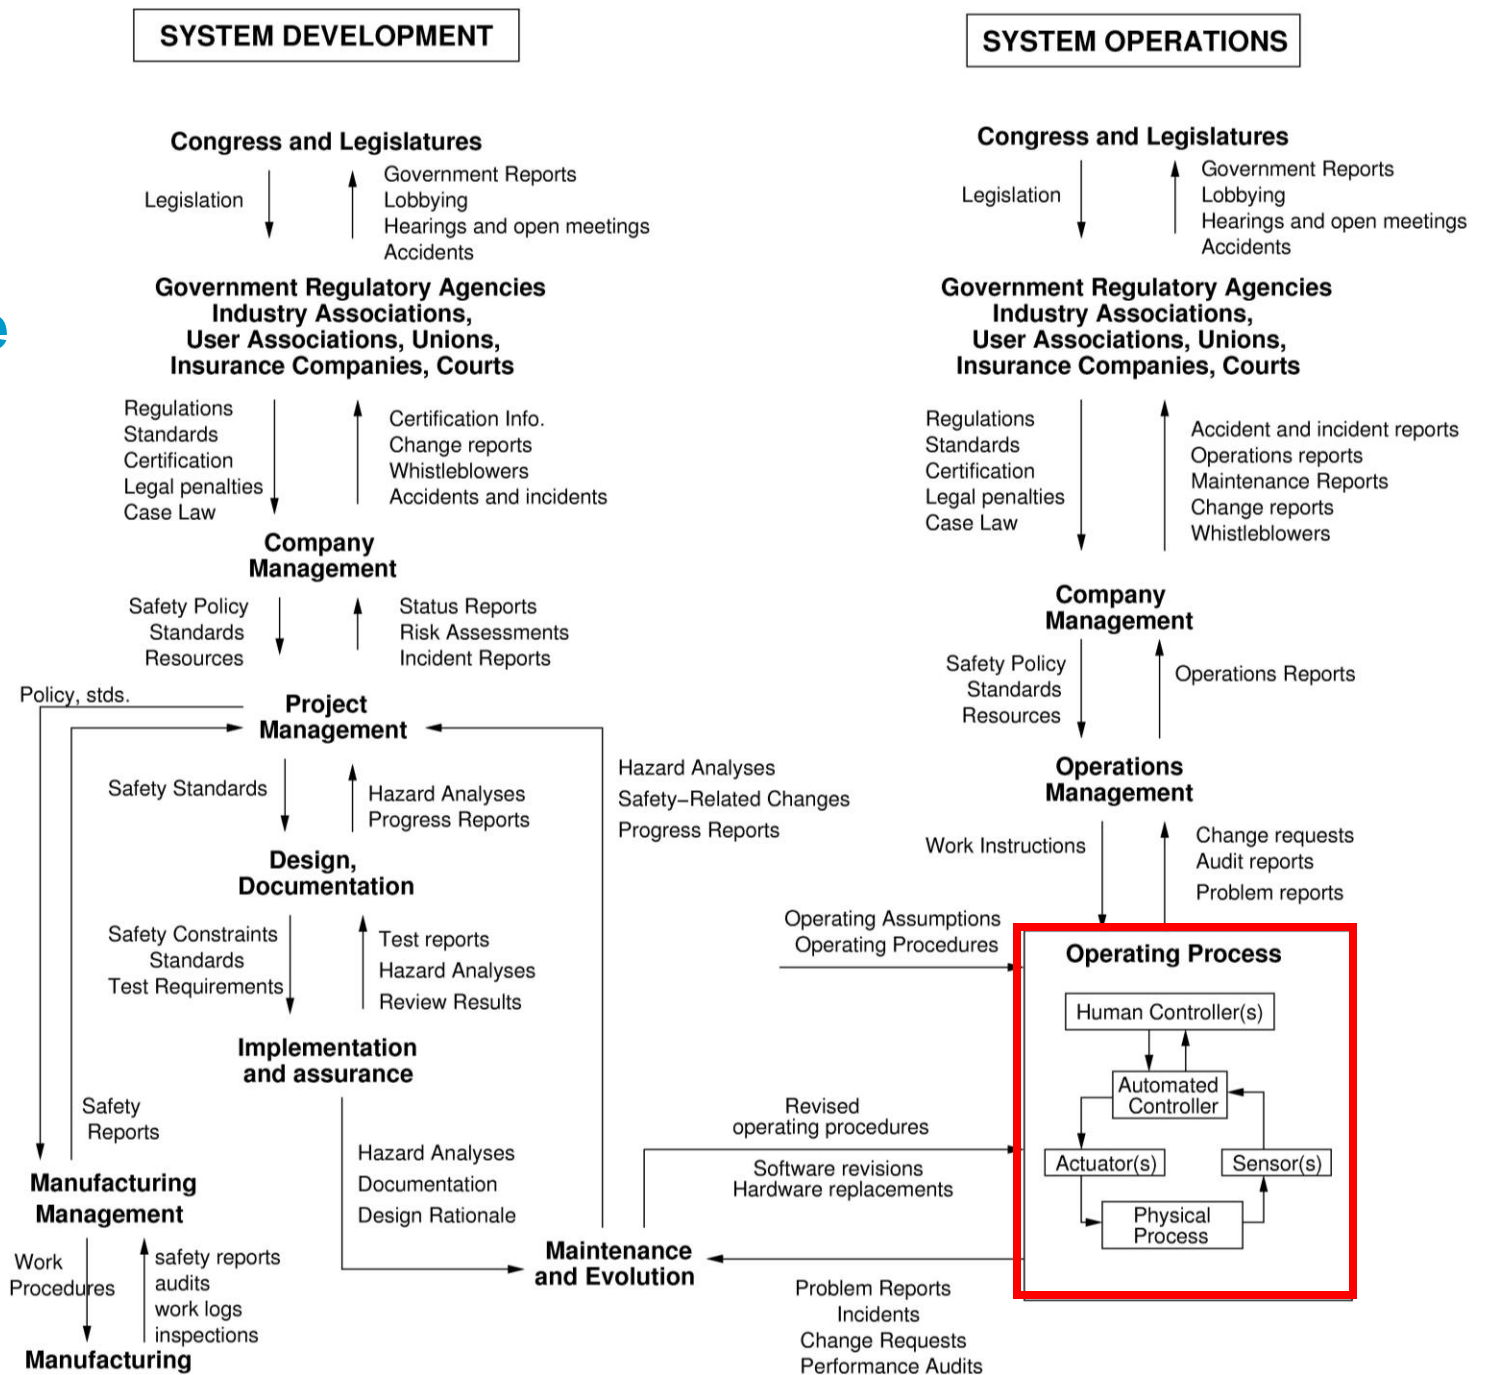 SYSTEM DEVELOPMENT
Congress and Legislatures
Legislation
Government Reports
Lobbying
Hearings and open meetings
Accidents
Government Regulatory Agencies
Industry Associations,
User Associations, Unions,
Insurance Companies, Courts
Regulations
Standards
Certification
Legal penalties
Case Law
Certification Info.
Change reports
Whistleblowers
Accidents and incidents
Company
Management
Safety Policy
Standards
Resources
Status Reports
Risk Assessments
Incident Reports
Policy, stds.
Project
Management
Safety Standards
Hazard Analyses
Progress Reports
Hazard Analyses
Safety–Related Changes
Progress Reports
Design,
Documentation
Safety Constraints
Standards
Test Requirements
Test reports
Hazard Analyses
Review Results
Implementation
and assurance
Safety
Reports
Hazard Analyses
Documentation
Design Rationale
Manufacturing
Management
Work
Procedures
safety reports
audits
work logs
inspections
Manufacturing
Maintenance
and Evolution
SYSTEM OPERATIONS
Congress and Legislatures
Legislation
Government Reports
Lobbying
Hearings and open meetings
Accidents
Government Regulatory Agencies
Industry Associations,
User Associations, Unions,
Insurance Companies, Courts
Regulations
Standards
Certification
Legal penalties
Case Law
Accident and incident reports
Operations reports
Maintenance Reports
Change reports
Whistleblowers
Company
Management
Safety Policy
Standards
Resources
Operations Reports
Operations
Management
Work Instructions
Change requests
Audit reports
Problem reports
Operating Assumptions
Operating Procedures
Operating Process
Human Controller(s)
Automated
Controller
Actuator(s)
Sensor(s)
Physical
Process
Revised
operating procedures
Software revisions
Hardware replacements
Problem Reports
Incidents
Change Requests
Performance Audits
e